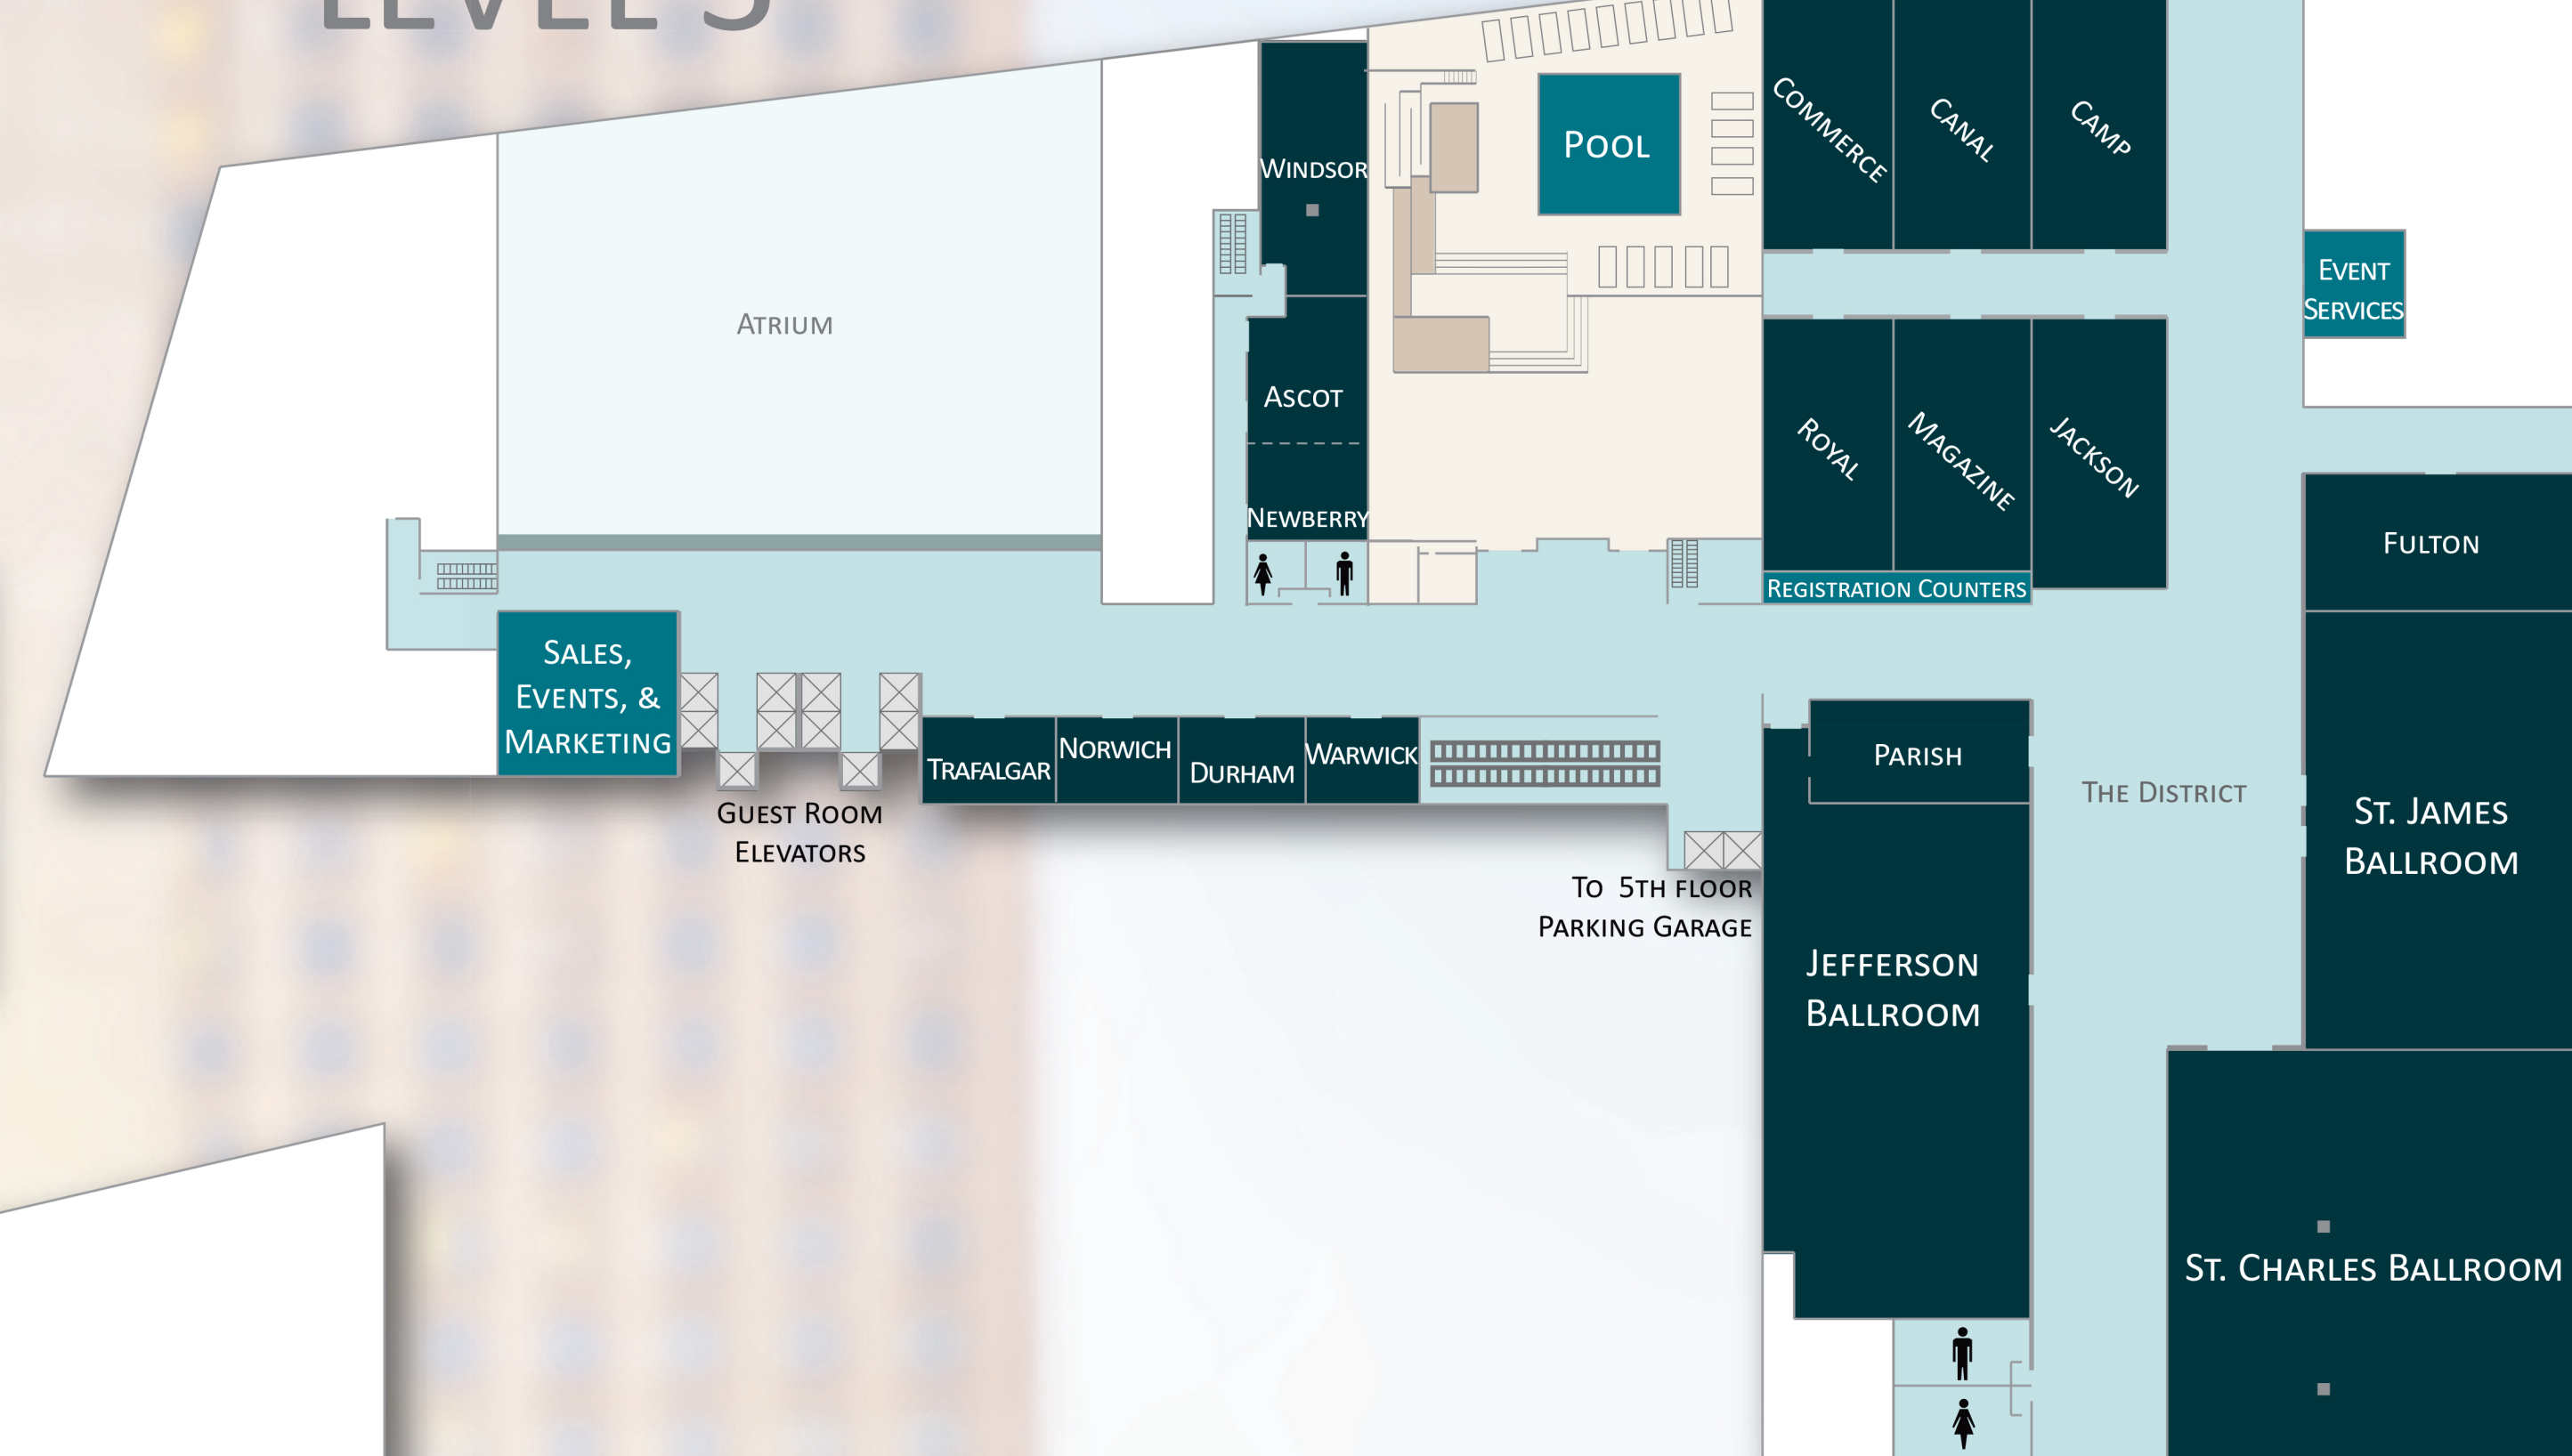 LEVEL
WINDSOR
POOL
COMMERCE
CANAL
CAMP
EVENT
SERVICES
ATRIUM
ASCOT
NEWBERRY
ROYAL
MAGAZINE
JACKSON
REGISTRATION COUNTERS
FULTON
SALES,
EVENTS, &
MARKETING
TRAFALGAR
NORWICH
DURHAM
WARWICK
PARISH
THE DISTRICT
ST. JAMES
BALLROOM
GUEST ROOM
ELEVATORS
TO 5TH FLOOR
PARKING GARAGE
JEFFERSON
BALLROOM
ST. CHARLES BALLROOM